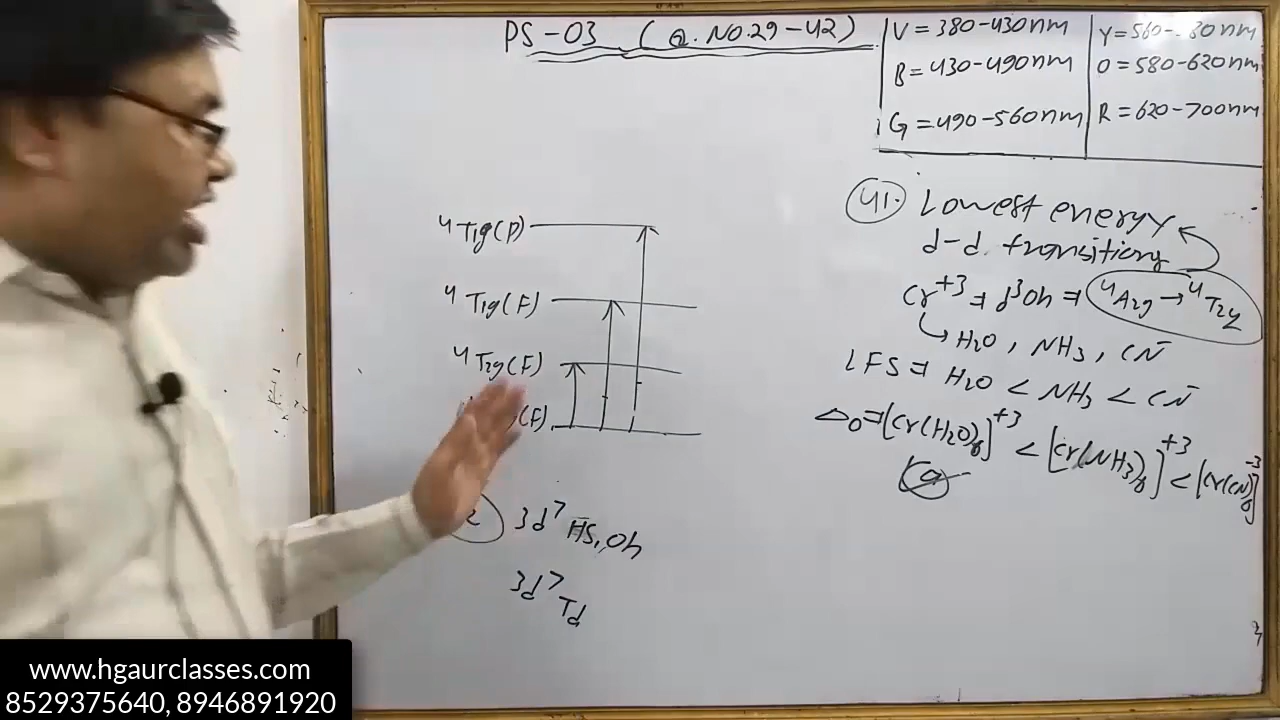 PS-03 (Q.NO.29-42)
V = 380-430nm
B = 430-490nm
G = 490-560nm
Y = 560- 80nm
O = 580-620nm
R = 620-700nm
41. Lowest energy
d-d transitions
Cr+3 = d3 Oh = 4A2g → 4T2g
↳ H2O, NH3, CN-
LFS = H2O < NH3 < CN-
Δo = [Cr(H2O)6]+3 < [Cr(NH3)6]+3 < [Cr(CN)6]-3
a
4T1g(P)
4T1g(F)
4T2g(F)
(F)
2 3d7 HS, Oh
3d7 Td
www.hgaurclasses.com
8529375640, 8946891920